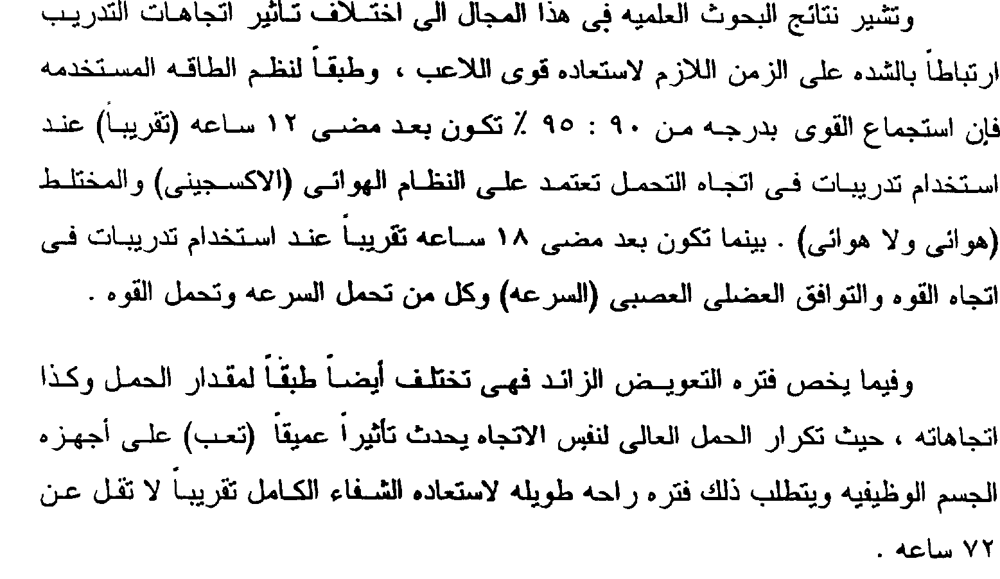 وتشير نتائج البحوث العلميه فى هذا المجال الى اختلاف تأثير اتجاهات التدريب
ارتباطاً بالشده على الزمن اللازم لاستعاده قوى اللاعب ، وطبقاً لنظم الطاقه المستخدمه
فإن استجماع القوى بدرجه من ٩٠ : ٩٥ ٪ تكون بعد مضى ١٢ ساعه (تقريباً) عند
استخدام تدريبات فى اتجاه التحمل تعتمد على النظام الهوائى (الاكسجينى) والمختلط
(هوائى ولا هوائى) . بينما تكون بعد مضى ١٨ ساعه تقريباً عند استخدام تدريبات فى
اتجاه القوه والتوافق العضلى العصبى (السرعه) وكل من تحمل السرعه وتحمل القوه .
وفيما يخص فتره التعويض الزائد فهى تختلف أيضاً طبقاً لمقدار الحمل وكذا
اتجاهاته ، حيث تكرار الحمل العالى لنفس الاتجاه يحدث تأثيراً عميقاً (تعب) على أجهزه
الجسم الوظيفيه ويتطلب ذلك فتره راحه طويله لاستعاده الشفاء الكامل تقريباً لا تقل عن
٧٢ ساعه .